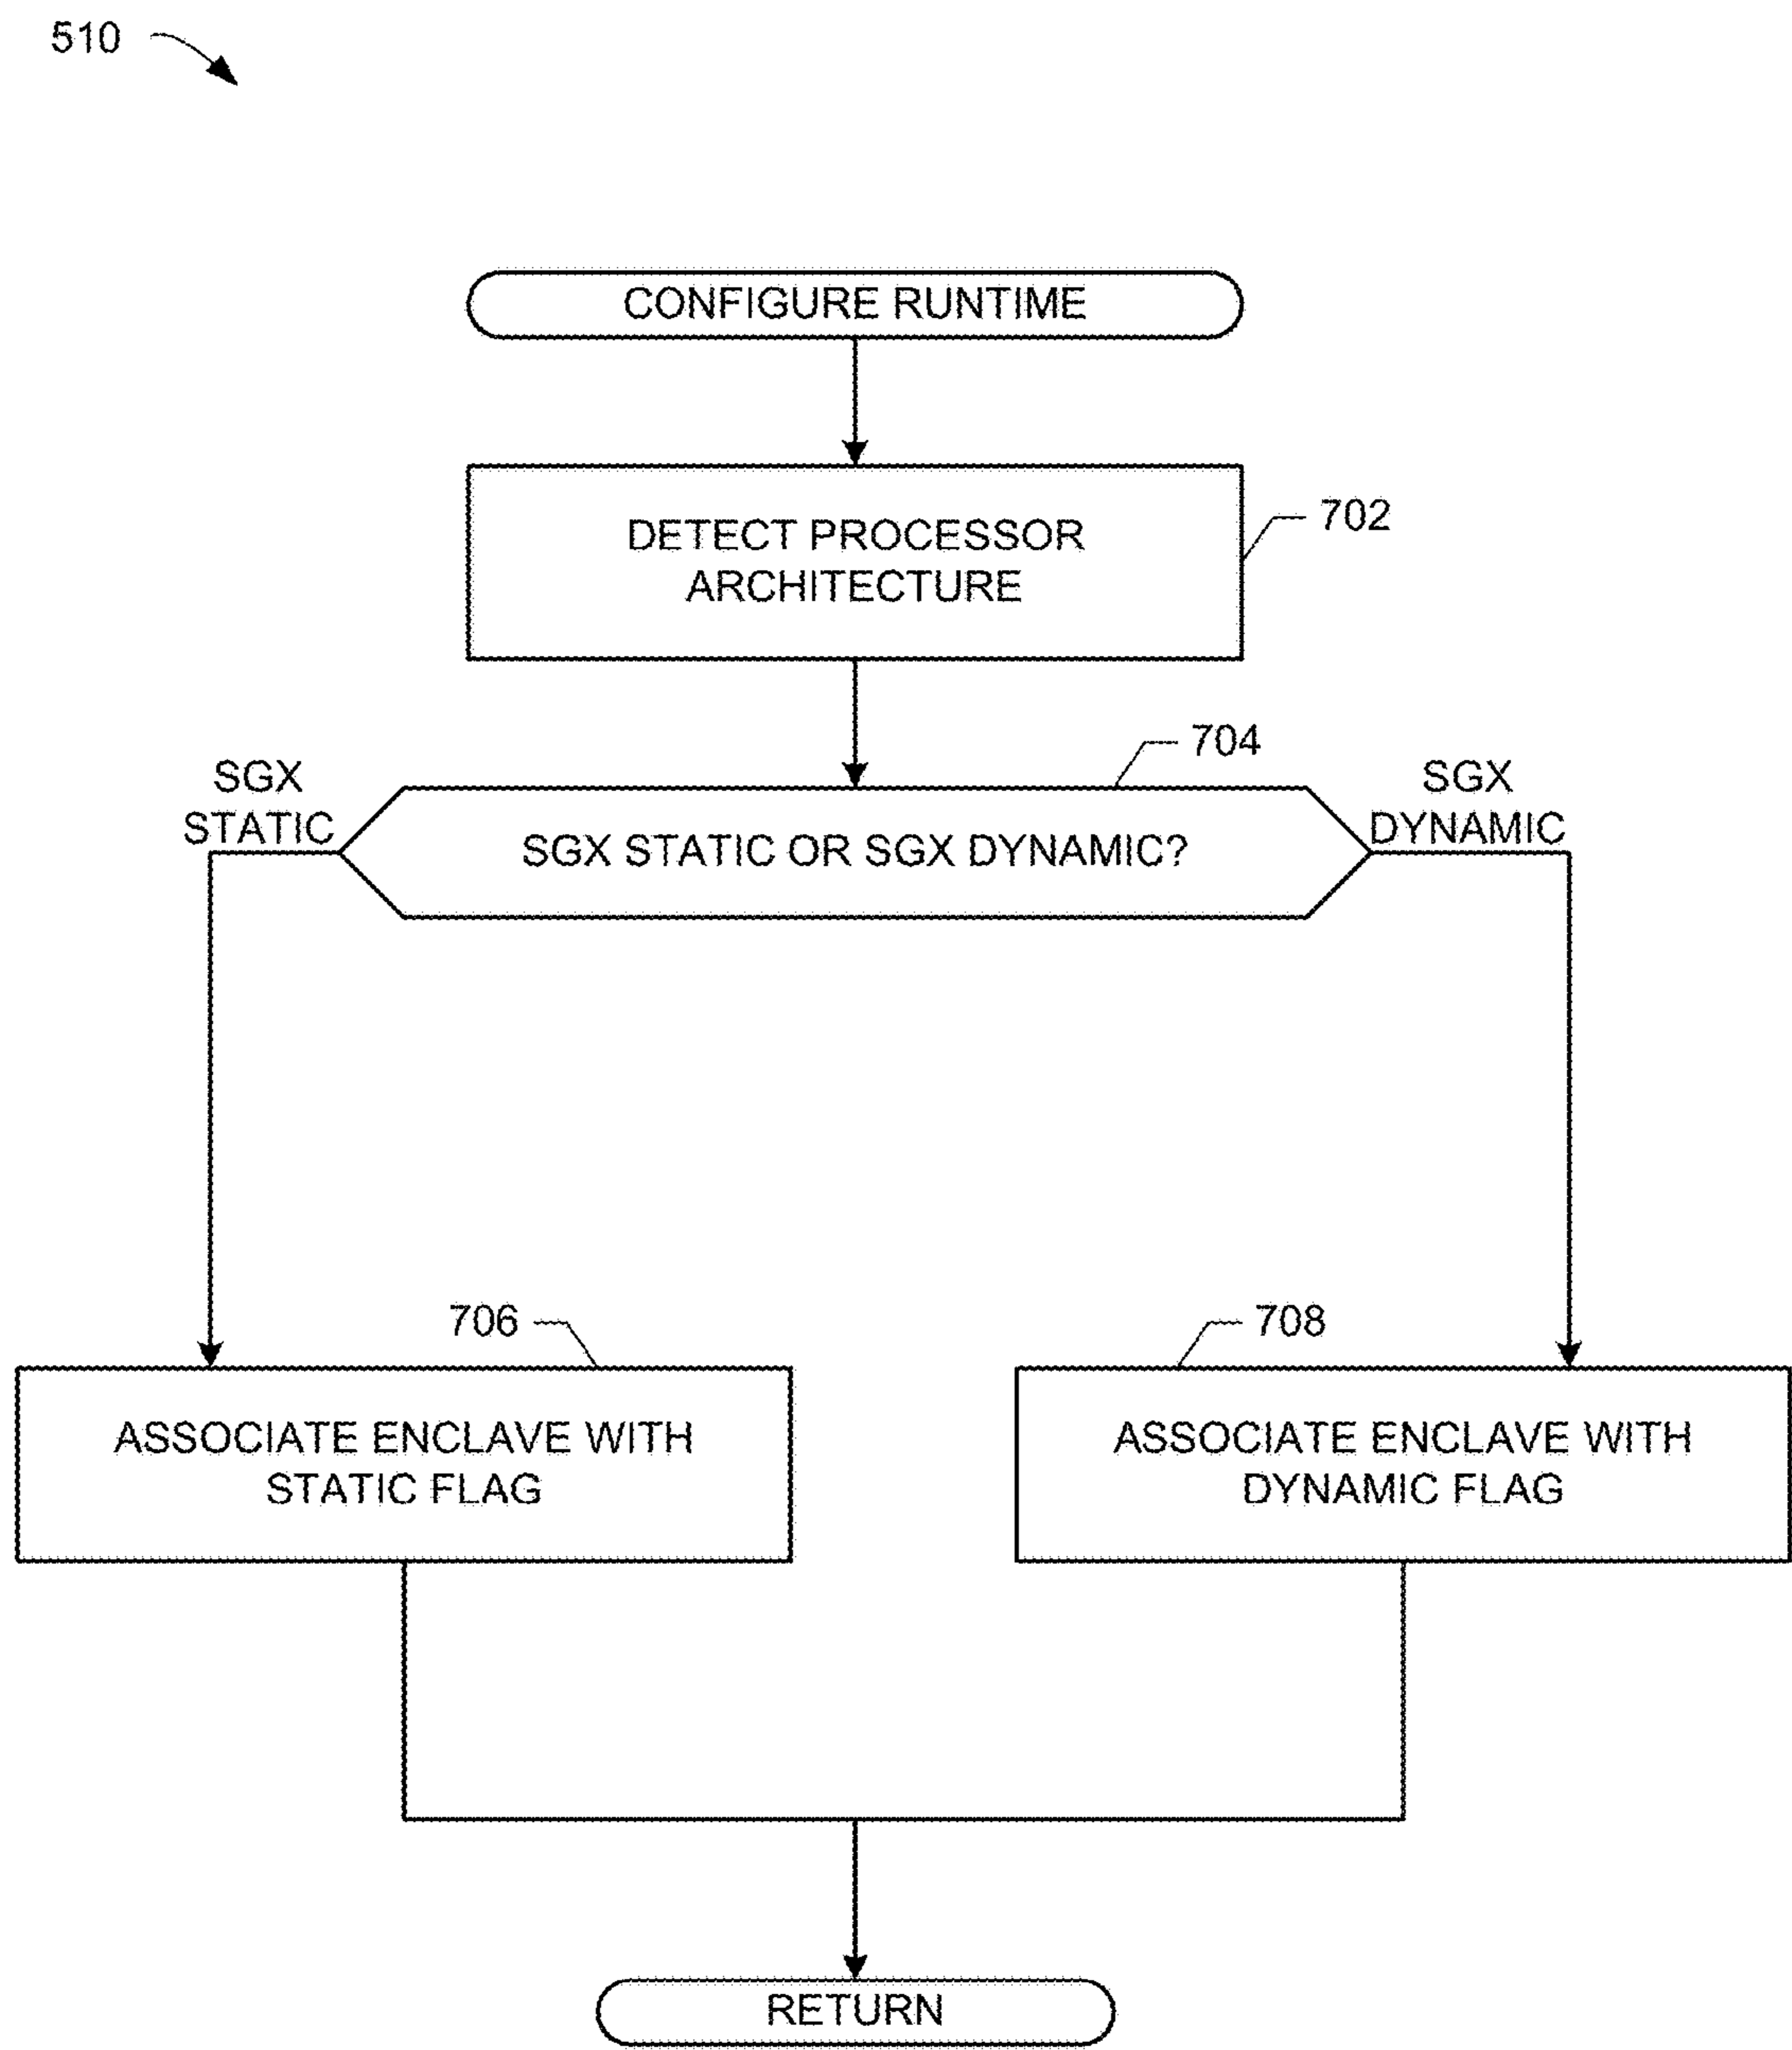 510
CONFIGURE RUNTIME
DETECT PROCESSOR
ARCHITECTURE
702
704
SGX
STATIC
SGX STATIC OR SGX DYNAMIC?
SGX
DYNAMIC
706
708
ASSOCIATE ENCLAVE WITH
STATIC FLAG
ASSOCIATE ENCLAVE WITH
DYNAMIC FLAG
RETURN